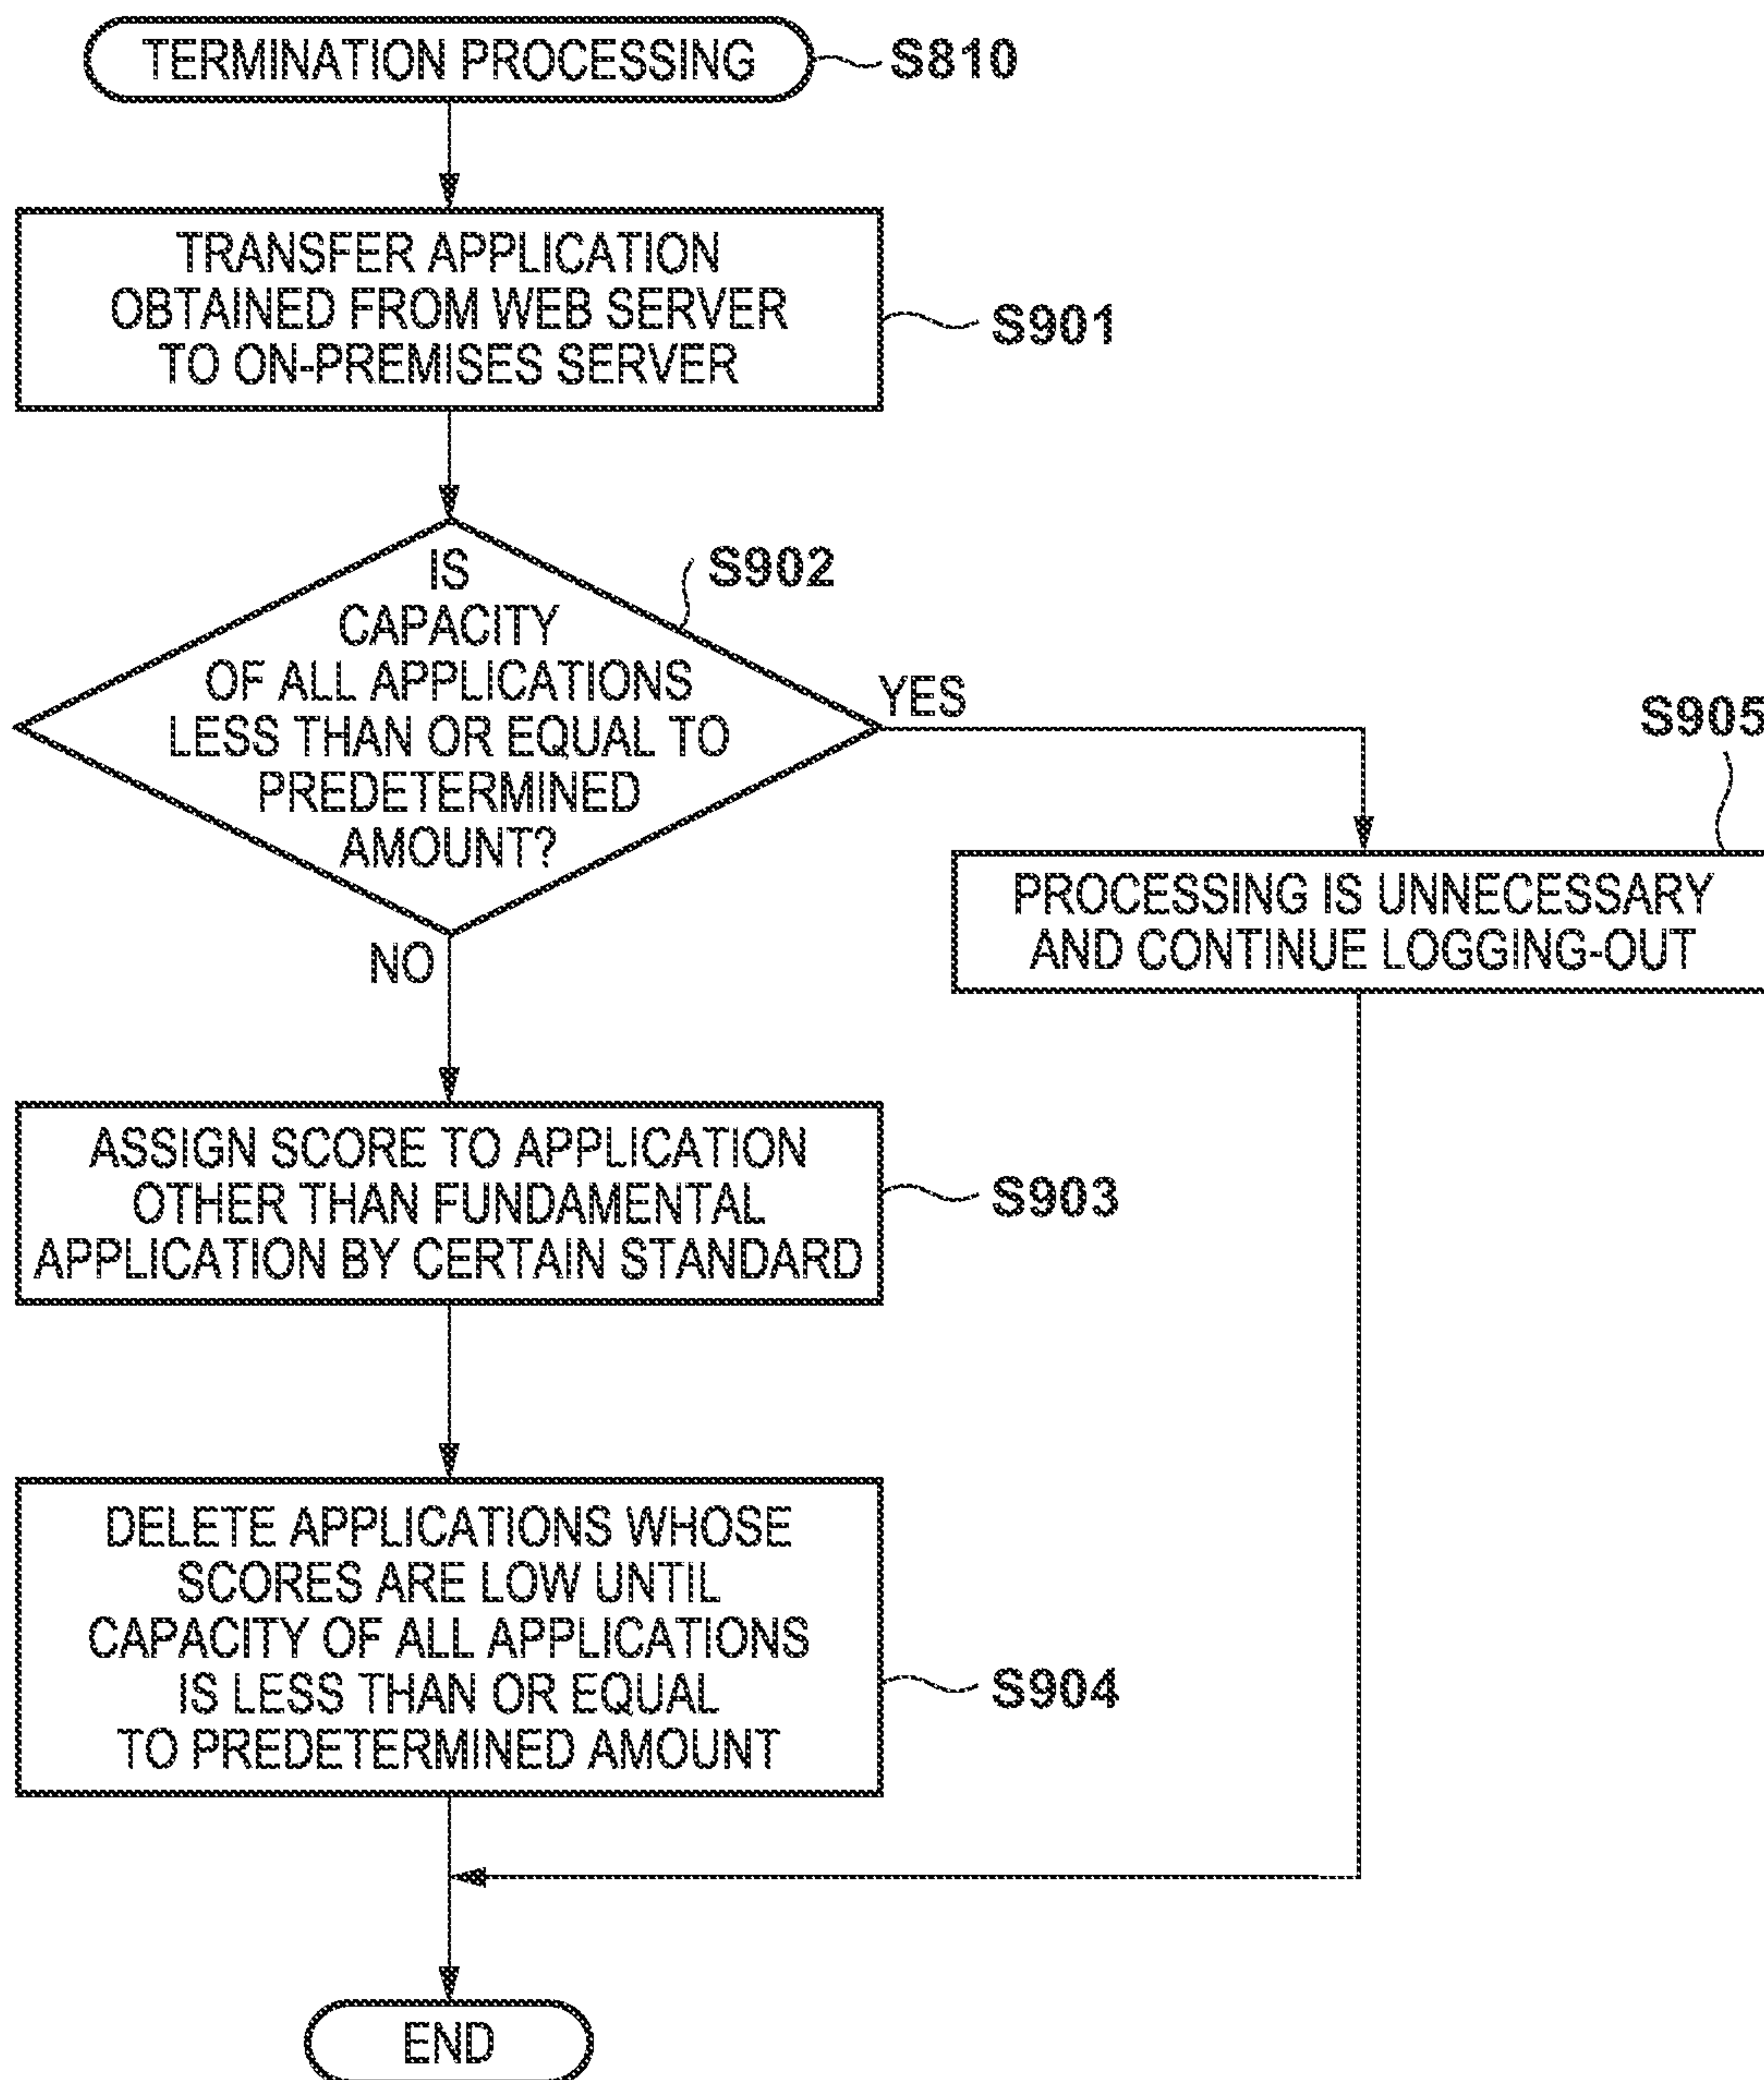 TERMINATION PROCESSING
S810
TRANSFER APPLICATION
OBTAINED FROM WEB SERVER
TO ON-PREMISES SERVER
S901
IS
CAPACITY
OF ALL APPLICATIONS
LESS THAN OR EQUAL TO
PREDETERMINED
AMOUNT?
S902
YES
NO
S905
PROCESSING IS UNNECESSARY
AND CONTINUE LOGGING-OUT
ASSIGN SCORE TO APPLICATION
OTHER THAN FUNDAMENTAL
APPLICATION BY CERTAIN STANDARD
S903
DELETE APPLICATIONS WHOSE
SCORES ARE LOW UNTIL
CAPACITY OF ALL APPLICATIONS
IS LESS THAN OR EQUAL
TO PREDETERMINED AMOUNT
S904
END